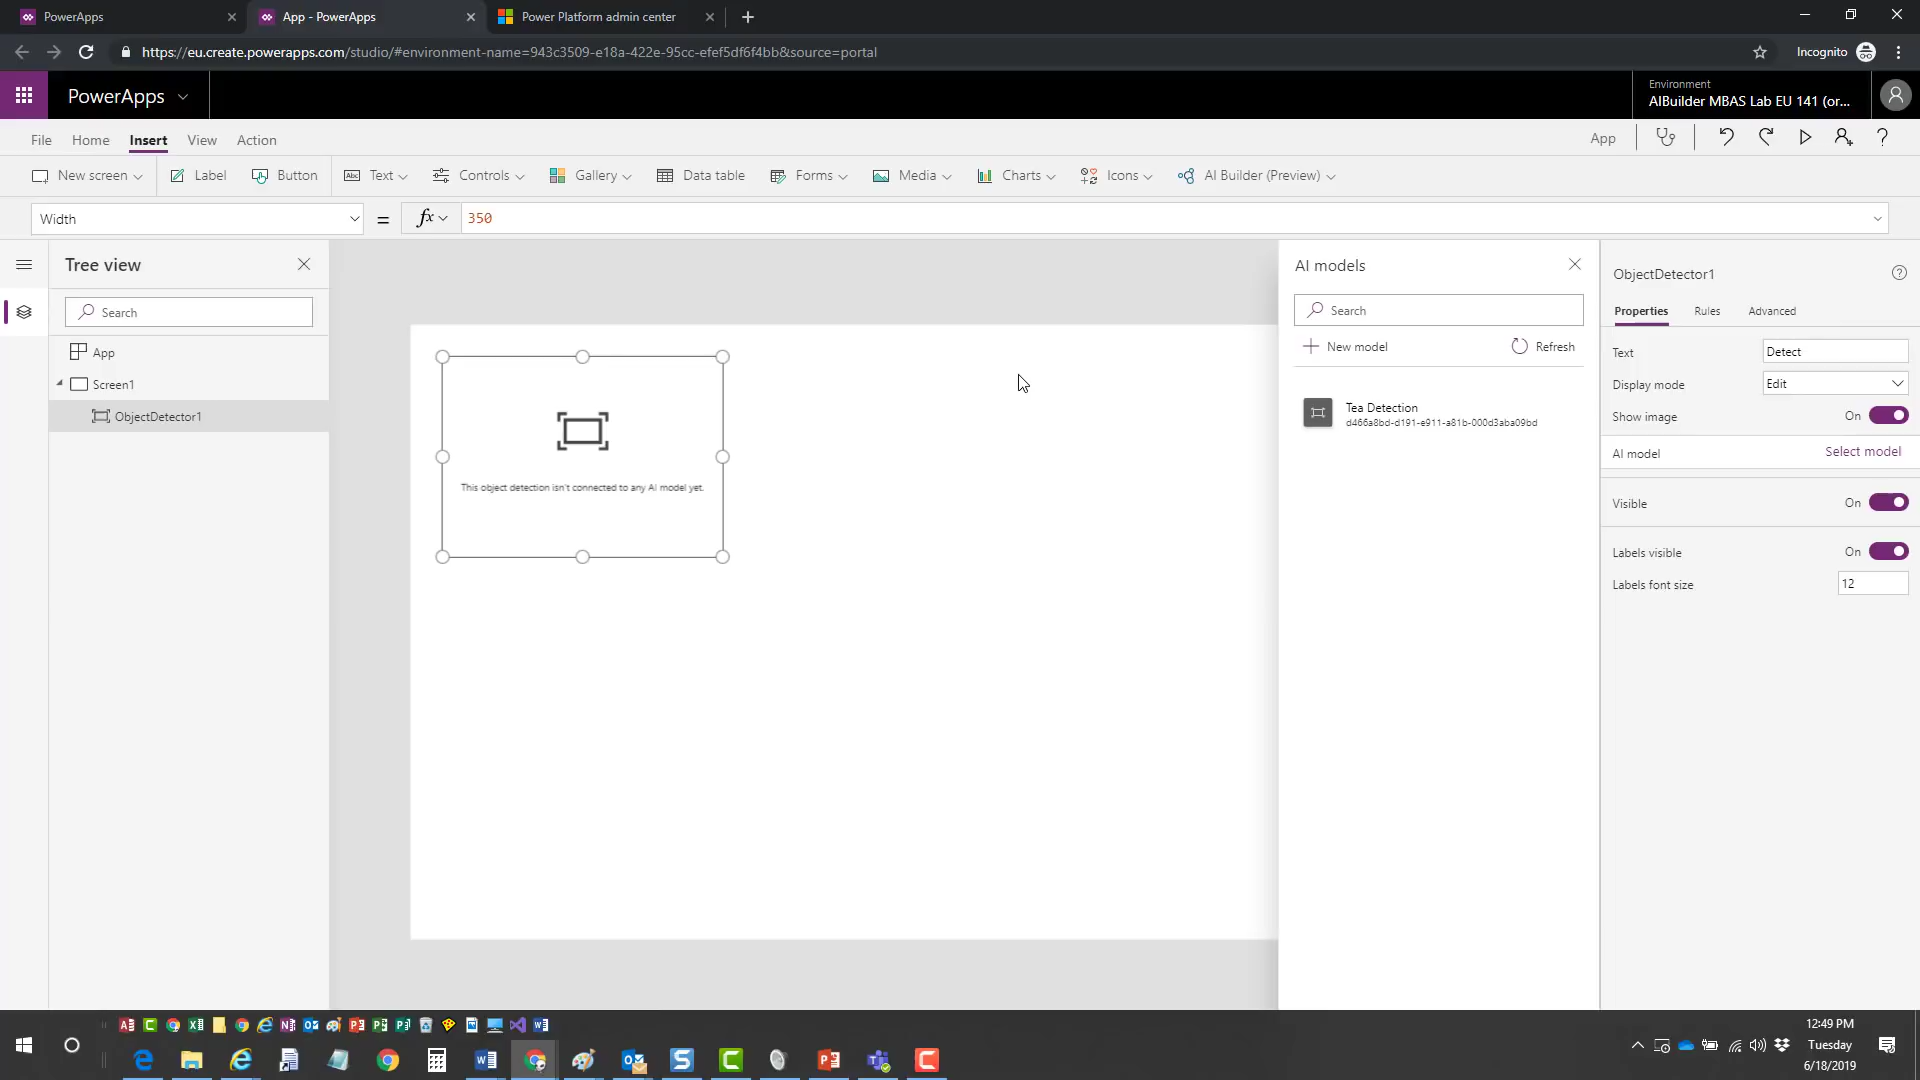 PowerApps
App - PowerApps
Power Platform admin center
https://eu.create.powerapps.com/studio/#environment-name=943c3509-e18a-422e-95cc-efef5df6f4bb&source=portal
Incognito
PowerApps
Environment
AIBuilder MBAS Lab EU 141 (or...
File Home Insert View Action
App
New screen Label Button Text Controls Gallery Data table Forms Media Charts Icons AI Builder (Preview)
Width = fx 350
Tree view
Search
App
Screen1
ObjectDetector1
This object detection isn't connected to any AI model yet.
AI models
Search
New model Refresh
Tea Detection
d466a8bd-d191-e911-a81b-000d3aba09bd
ObjectDetector1
Properties Rules Advanced
Text Detect
Display mode Edit
Show image On
AI model Select model
Visible On
Labels visible On
Labels font size 12
12:49 PM
Tuesday
6/18/2019